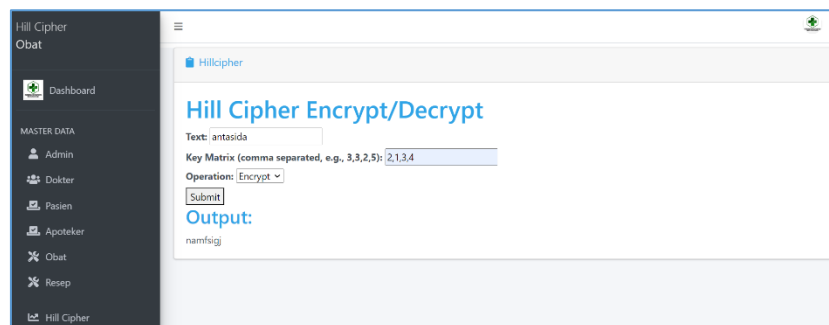 Hill Cipher
Obat
Dashboard
MASTER DATA
Admin
Dokter
Pasien
Apoteker
Obat
Resep
Hill Cipher
Hillcipher
Hill Cipher Encrypt/Decrypt
Text: antasida
Key Matrix (comma separated, e.g., 3,3,2,5): 2,1,3,4
Operation: Encrypt
Submit
Output:
namfsigj